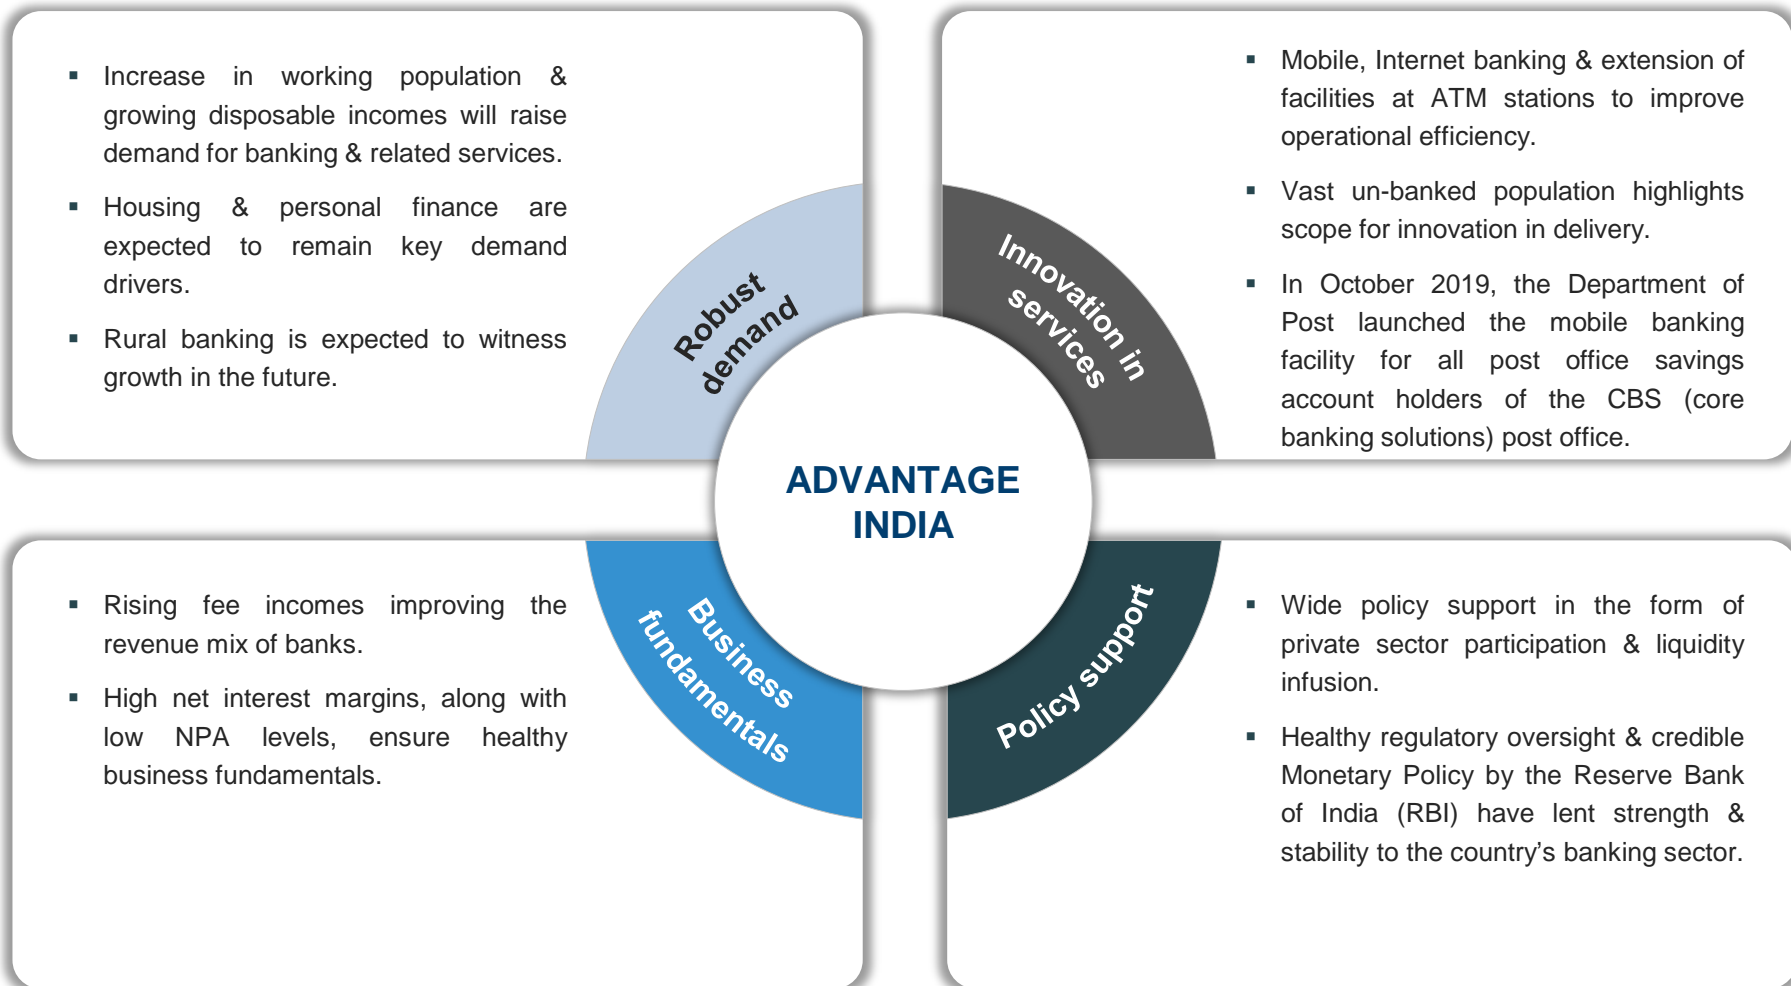 ▪ Increase in working population &
growing disposable incomes will raise
demand for banking & related services.
▪ Housing & personal finance are
expected to remain key demand
drivers.
▪ Rural banking is expected to witness
growth in the future.
Robust
demand
▪ Mobile, Internet banking & extension of
facilities at ATM stations to improve
operational efficiency.
▪ Vast un-banked population highlights
scope for innovation in delivery.
▪ In October 2019, the Department of
Post launched the mobile banking
facility for all post office savings
account holders of the CBS (core
banking solutions) post office.
Innovation in
services
ADVANTAGE
INDIA
▪ Rising fee incomes improving the
revenue mix of banks.
▪ High net interest margins, along with
low NPA levels, ensure healthy
business fundamentals.
Business
fundamentals
▪ Wide policy support in the form of
private sector participation & liquidity
infusion.
▪ Healthy regulatory oversight & credible
Monetary Policy by the Reserve Bank
of India (RBI) have lent strength &
stability to the country’s banking sector.
Policy support